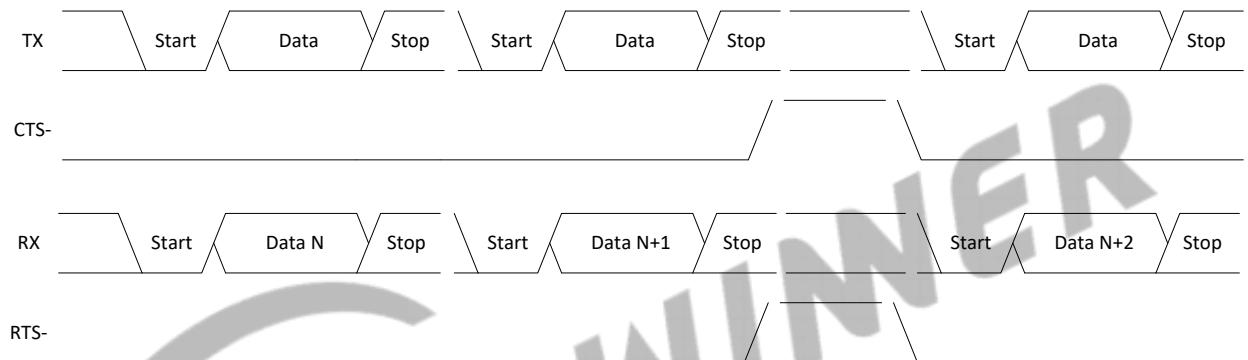 TX Start Data Stop Start Data Stop Start Data Stop
CTS-
RX Start Data N Stop Start Data N+1 Stop Start Data N+2 Stop
RTS-
WINNER